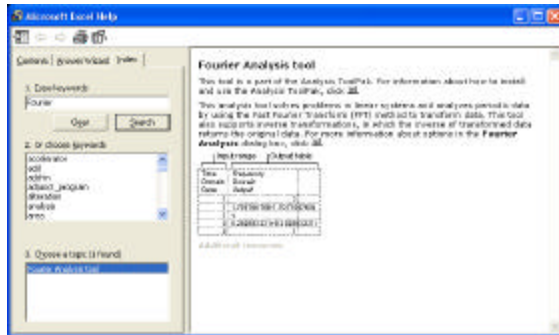 Microsoft Excel Help
Contents
Answer Wizard
Index
1. Type keywords
Fourier
Clear
Search
2. Or choose keywords
accelerator
add
addin
adjacent_program
alteration
analysis
area
3. Choose a topic (1 found)
Fourier Analysis tool
Fourier Analysis tool
This tool is a part of the Analysis ToolPak. For information about how to install
and use the Analysis ToolPak, click
This analysis tool solves problems in linear systems and analyzes periodic data
by using the Fast Fourier Transform (FFT) method to transform data. This tool
also supports inverse transformations, in which the inverse of transformed data
returns the original data. For more information about options in the Fourier
Analysis dialog box, click
Input range
Output table
Time Frequency
Domain Domain
Data Output
Additional resources